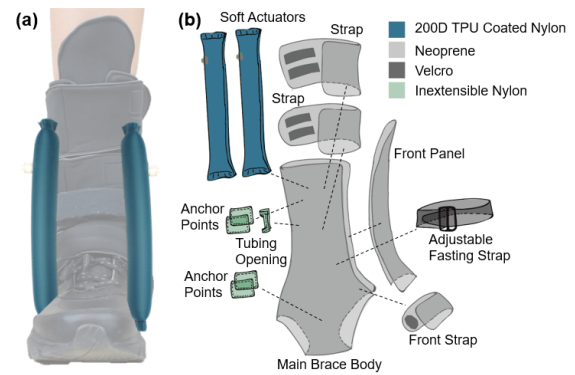 (a)
(b)
Soft Actuators
Strap
Strap
200D TPU Coated Nylon
Neoprene
Velcro
Inextensible Nylon
Front Panel
Anchor
Points
Tubing
Opening
Adjustable
Fasting Strap
Anchor
Points
Front Strap
Main Brace Body